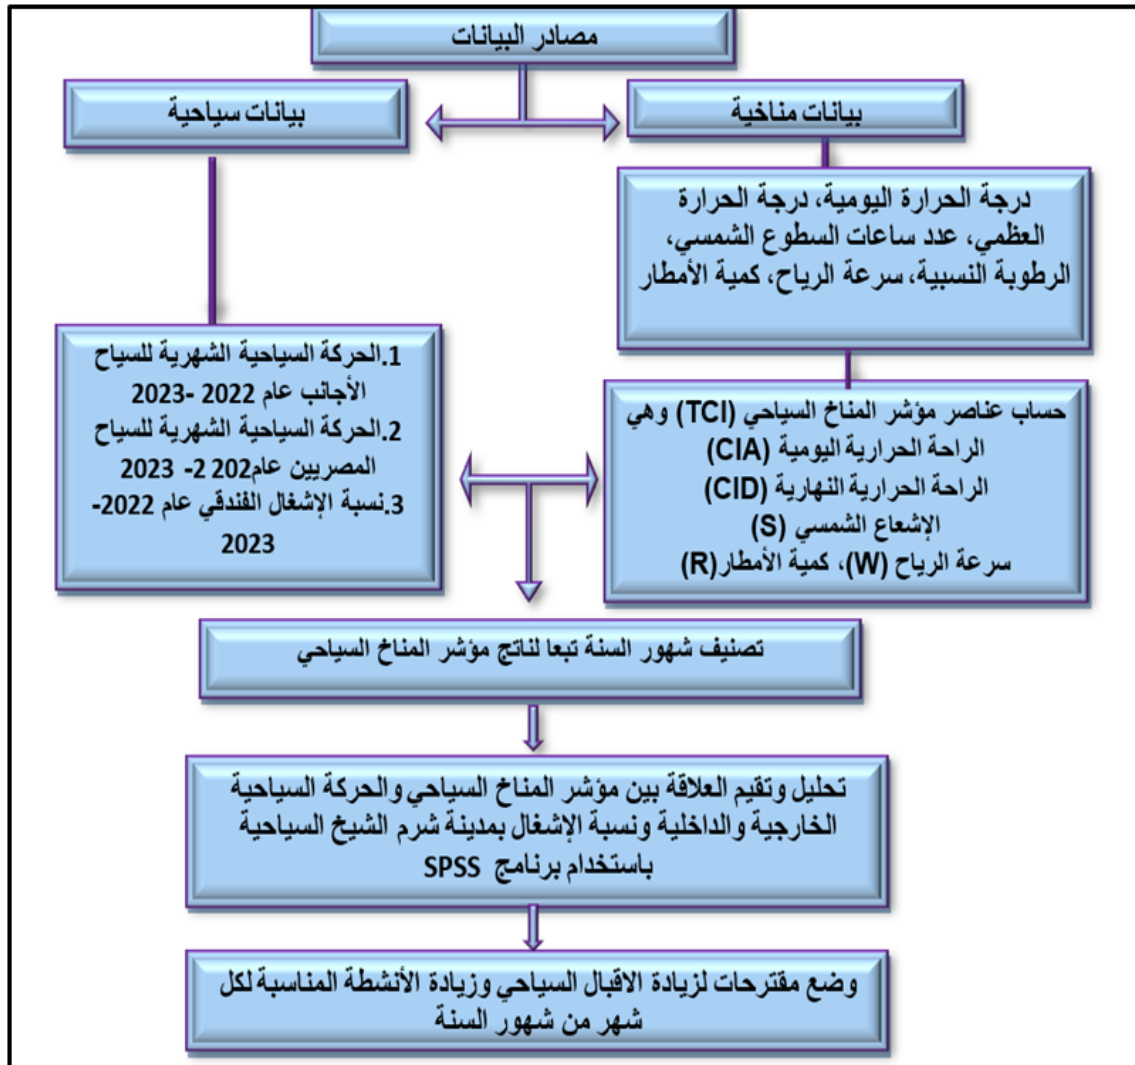 مصادر البيانات
بيانات مناخية
بيانات سياحية
درجة الحرارة اليومية، درجة الحرارة
العظمي، عدد ساعات السطوع الشمسي،
الرطوبة النسبية، سرعة الرياح، كمية الأمطار
1.الحركة السياحية الشهرية للسياح
الأجانب عام 2022 -2023
2.الحركة السياحية الشهرية للسياح
المصريين عام202 2- 2023
3.نسبة الإشغال الفندقي عام 2022-
2023
حساب عناصر مؤشر المناخ السياحي (TCI) وهي
الراحة الحرارية اليومية (CIA)
الراحة الحرارية النهارية (CID)
الإشعاع الشمسي (S)
سرعة الرياح (W)، كمية الأمطار(R)
تصنيف شهور السنة تبعا لناتج مؤشر المناخ السياحي
تحليل وتقيم العلاقة بين مؤشر المناخ السياحي والحركة السياحية
الخارجية والداخلية ونسبة الإشغال بمدينة شرم الشيخ السياحية
باستخدام برنامج SPSS
وضع مقترحات لزيادة الاقبال السياحي وزيادة الأنشطة المناسبة لكل
شهر من شهور السنة